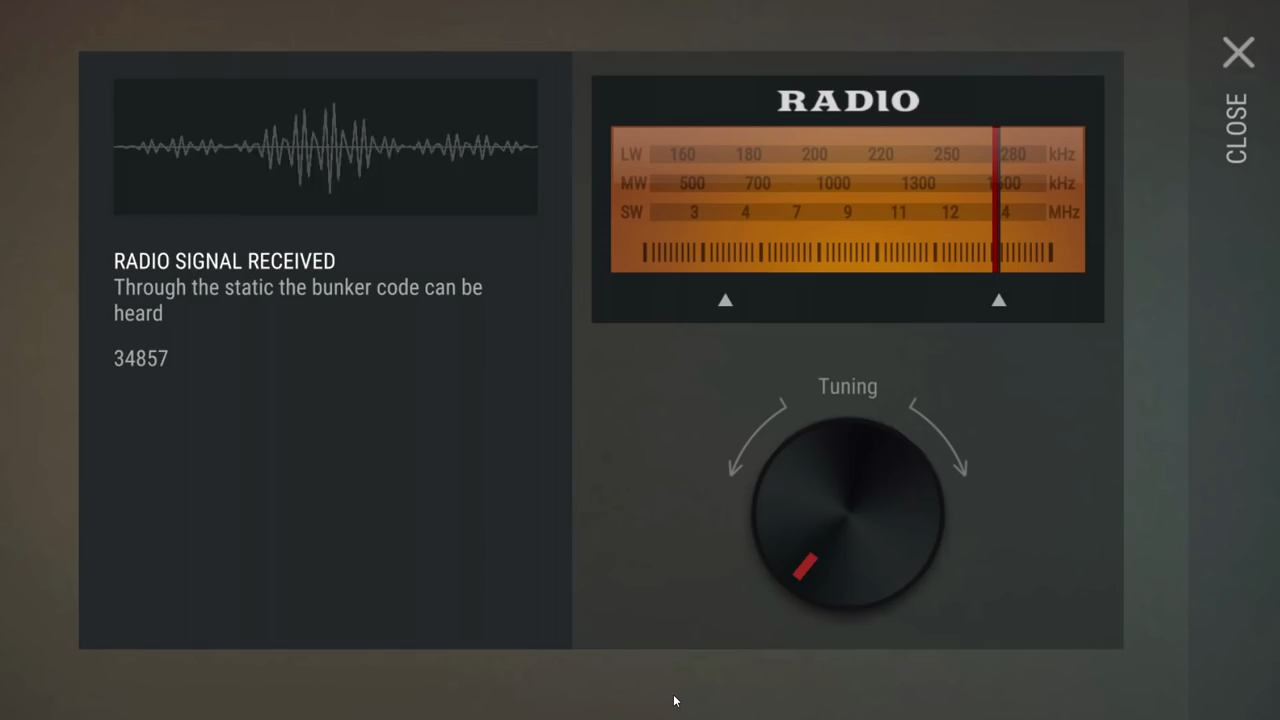 RADIO SIGNAL RECEIVED
Through the static the bunker code can be
heard
34857
RADIO
LW 160 180 200 220 250 280 kHz
MW 500 700 1000 1300 kHz
SW 3 4 7 9 11 12 MHz
Tuning
CLOSE